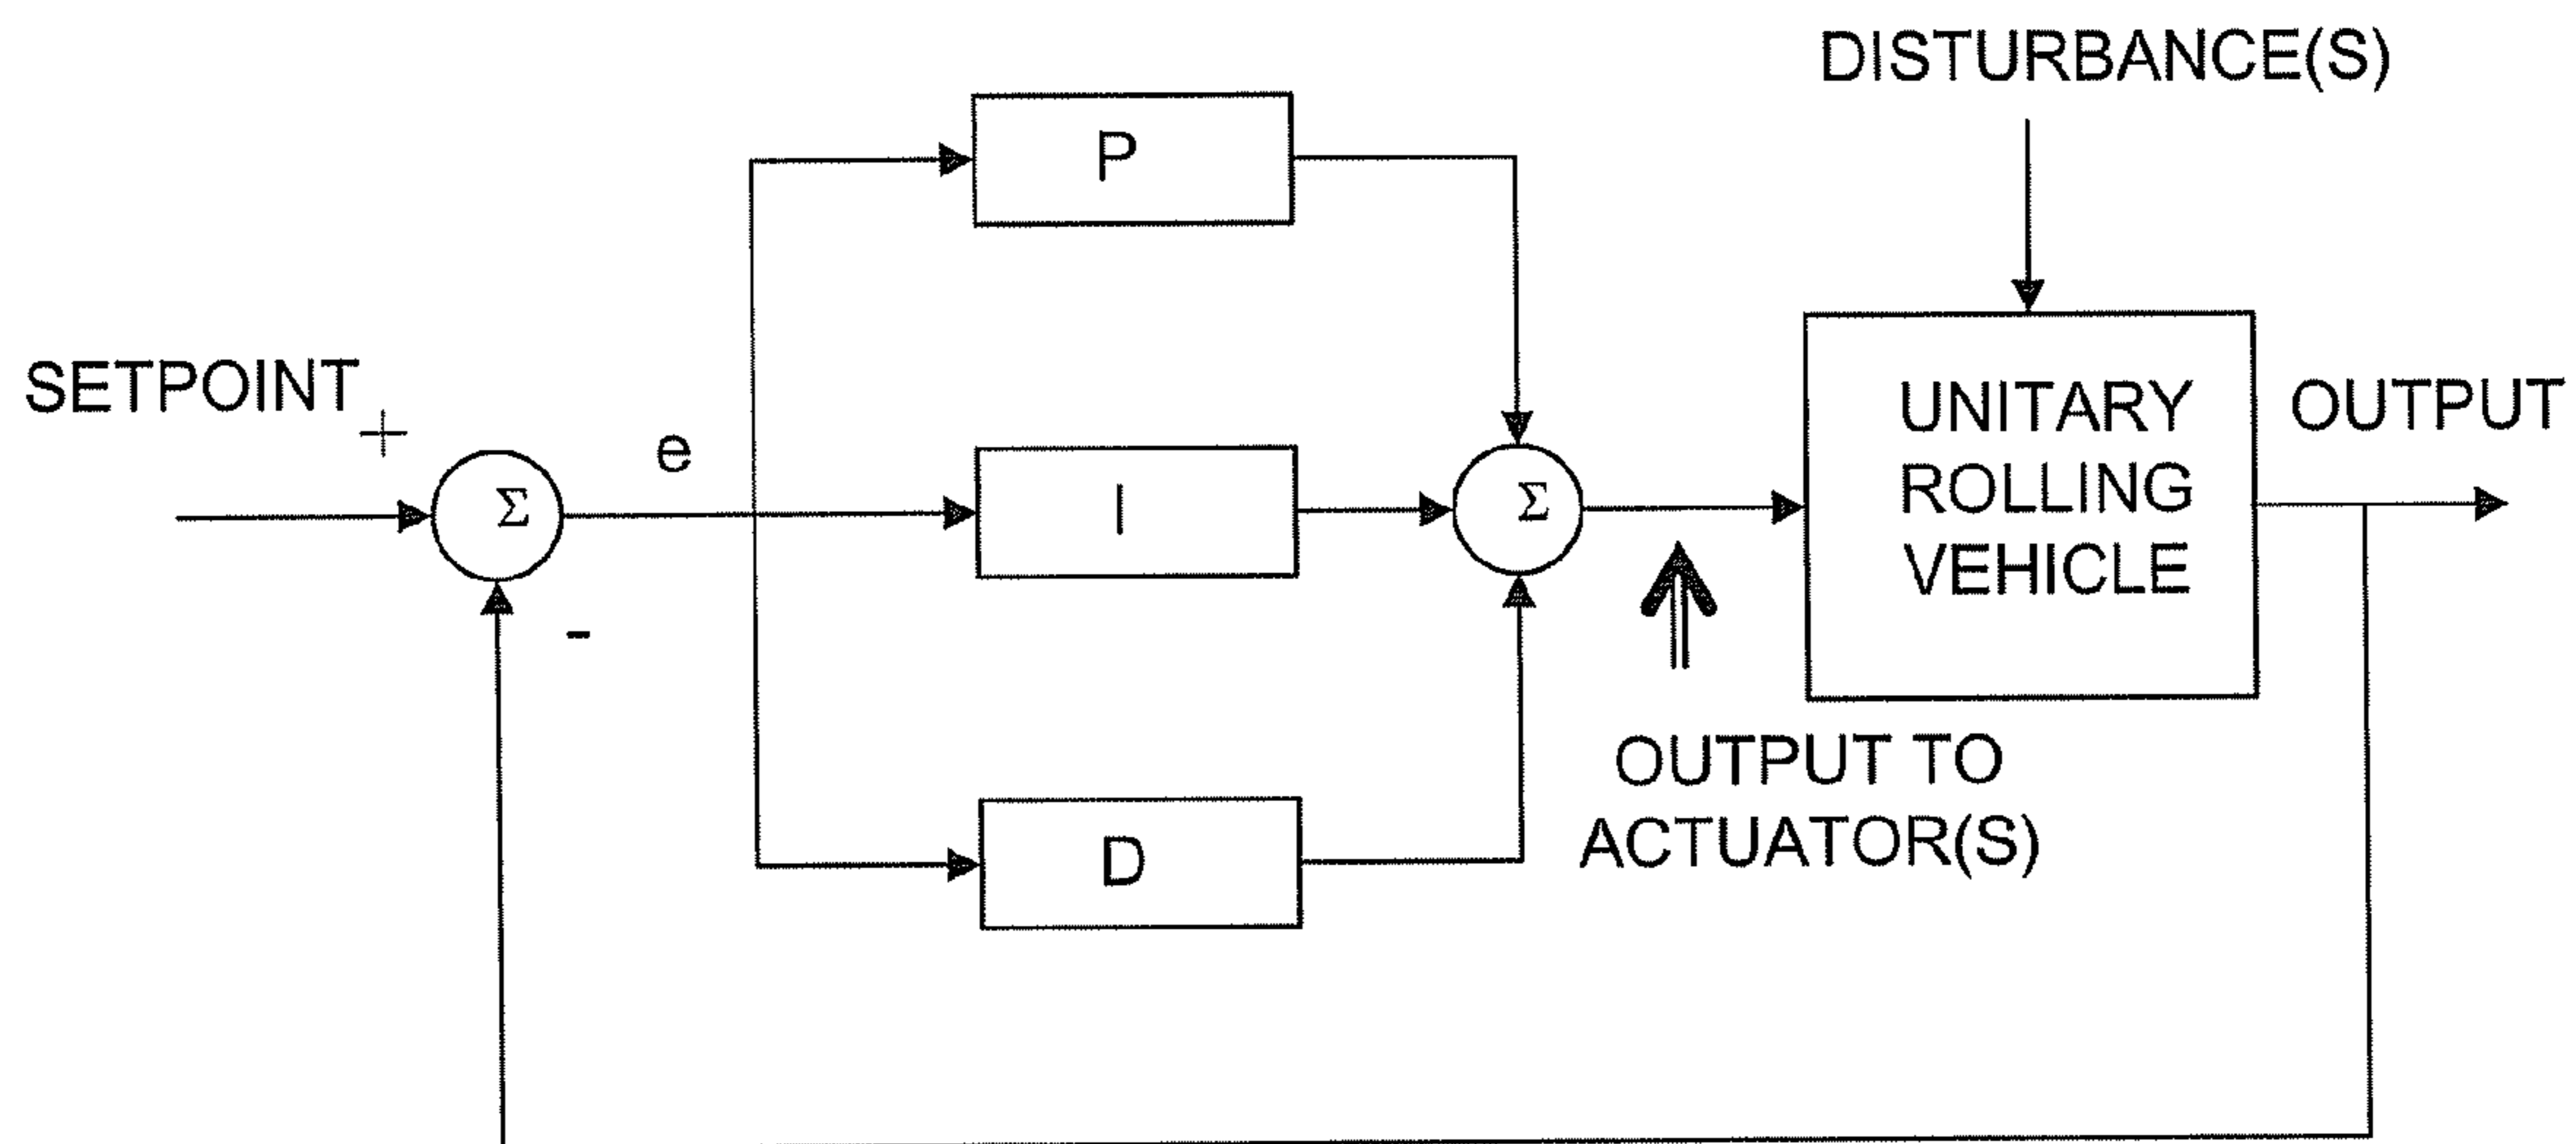 DISTURBANCE(S)
P
SETPOINT
+
e
Σ
I
Σ
UNITARY
ROLLING
VEHICLE
OUTPUT
-
OUTPUT TO
ACTUATOR(S)
D